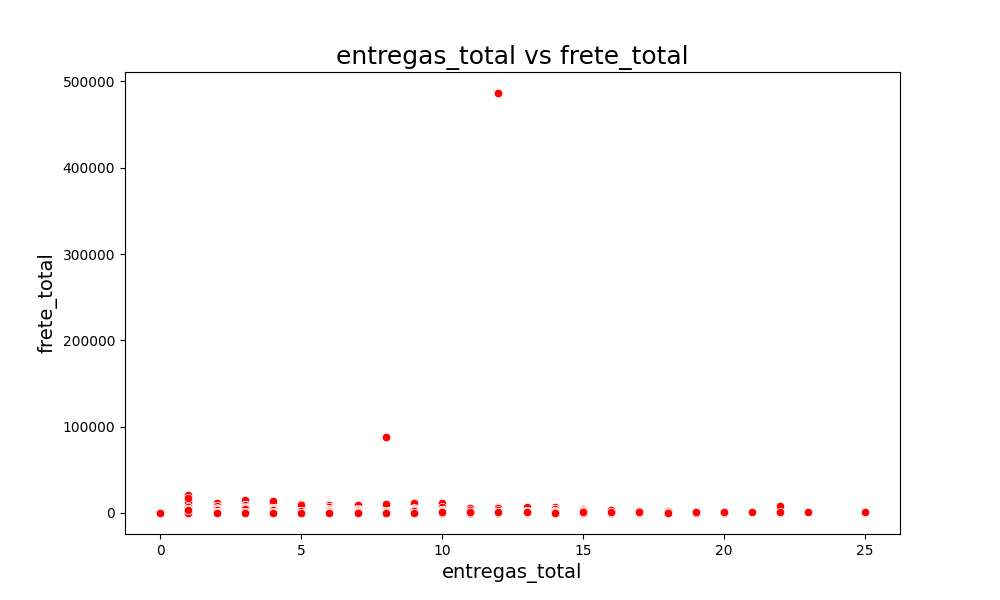 entregas_total vs frete_total
500000
400000
300000
200000
100000
0
frete_total
0 5 10 15 20 25
entregas_total